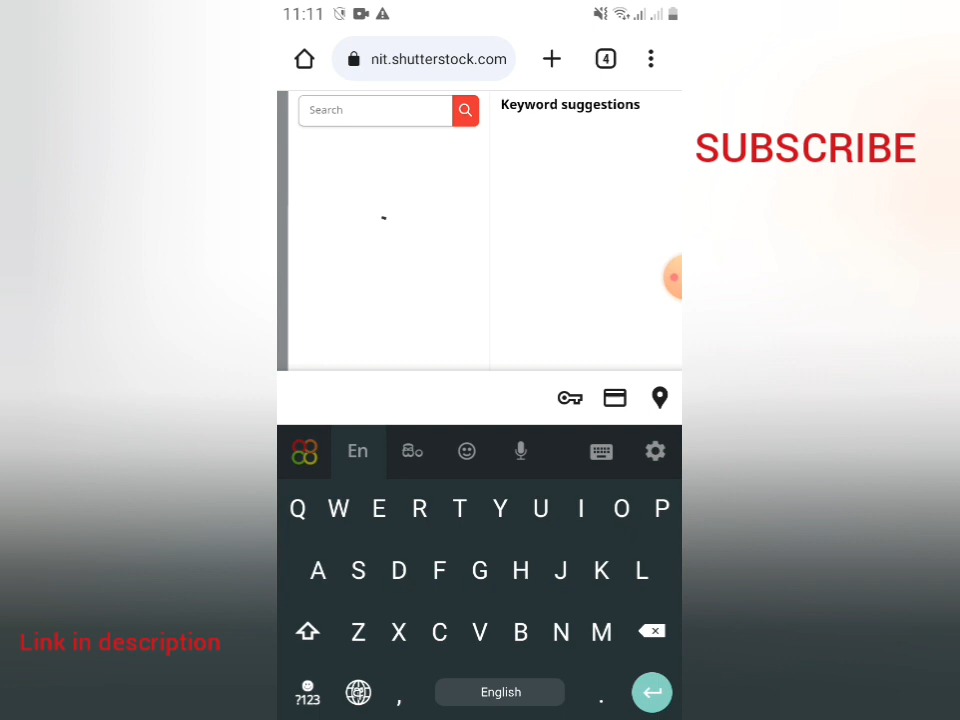 11:11
nit.shutterstock.com
4
Search
Keyword suggestions
SUBSCRIBE
En සිං
Q W E R T Y U I O P
A S D F G H J K L
Z X C V B N M
Link in description
?123 , English .